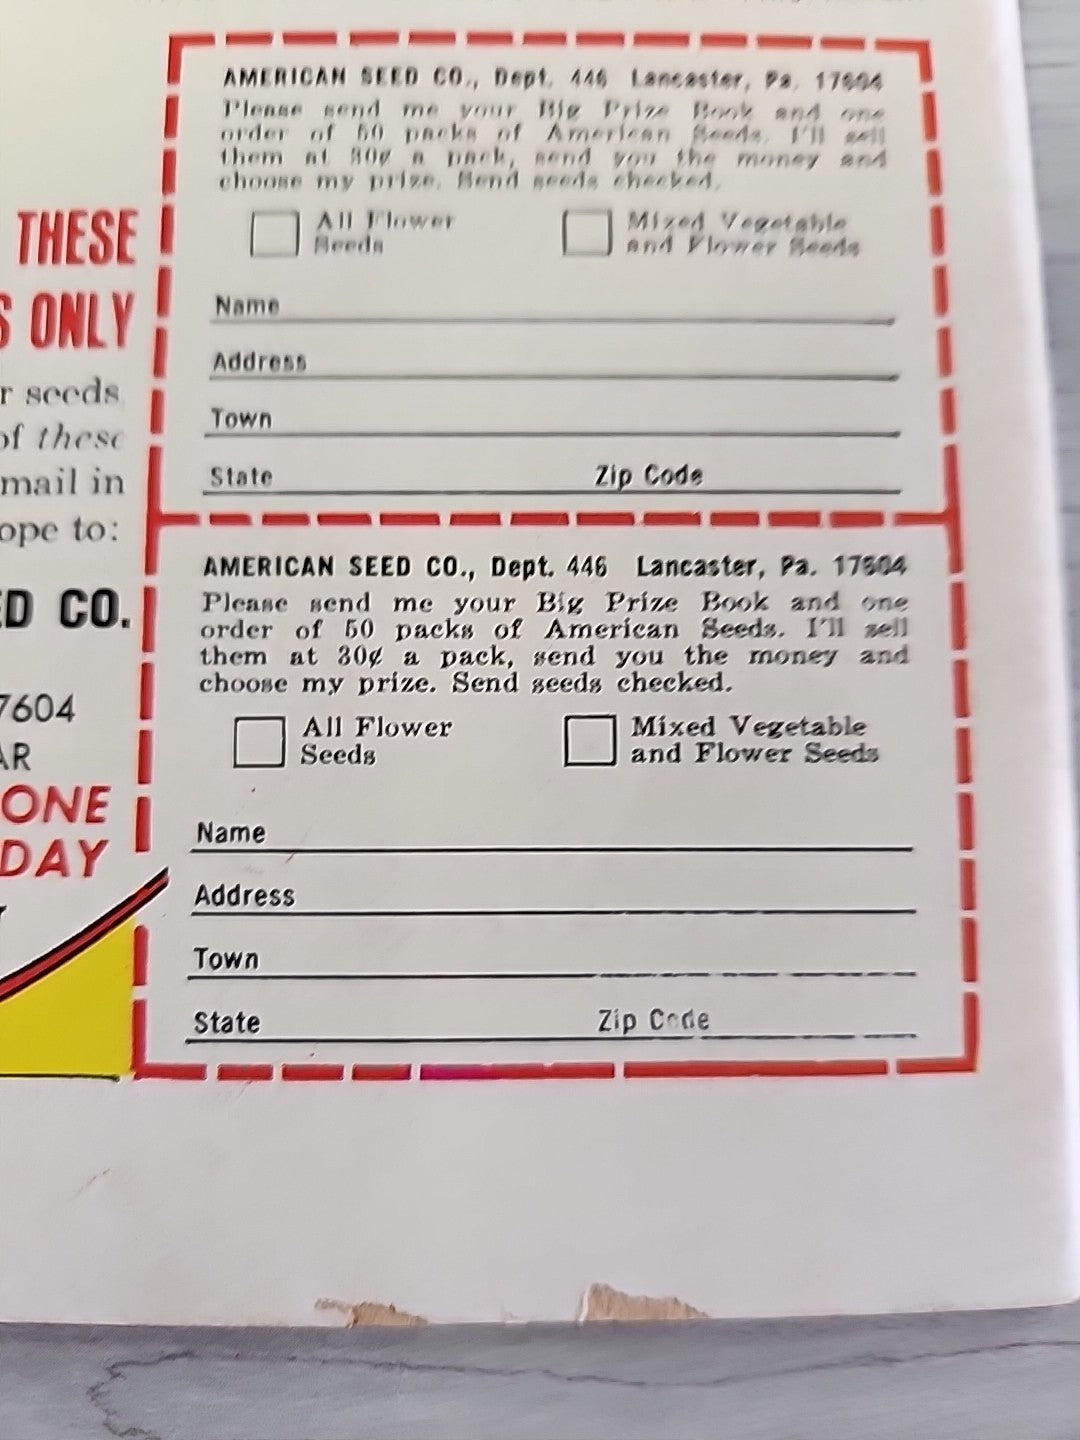 THESE
ONLY
seeds
of these
mail in
to:
CO.
7604
ONE
DAY
AMERICAN SEED CO., Dept. 446 Lancaster, Pa. 17604
Please send me your Big Prize Book and one
order of 50 packs of American Seeds. I'll sell
them at 30¢ a pack, send you the money and
choose my prize. Send seeds checked.
All Flower
Seeds
Mixed Vegetable
and Flower Seeds
Name
Address
Town
State Zip Code
AMERICAN SEED CO., Dept. 446 Lancaster, Pa. 17604
Please send me your Big Prize Book and one
order of 50 packs of American Seeds. I'll sell
them at 30¢ a pack, send you the money and
choose my prize. Send seeds checked.
All Flower
Seeds
Mixed Vegetable
and Flower Seeds
Name
Address
Town
State Zip Code